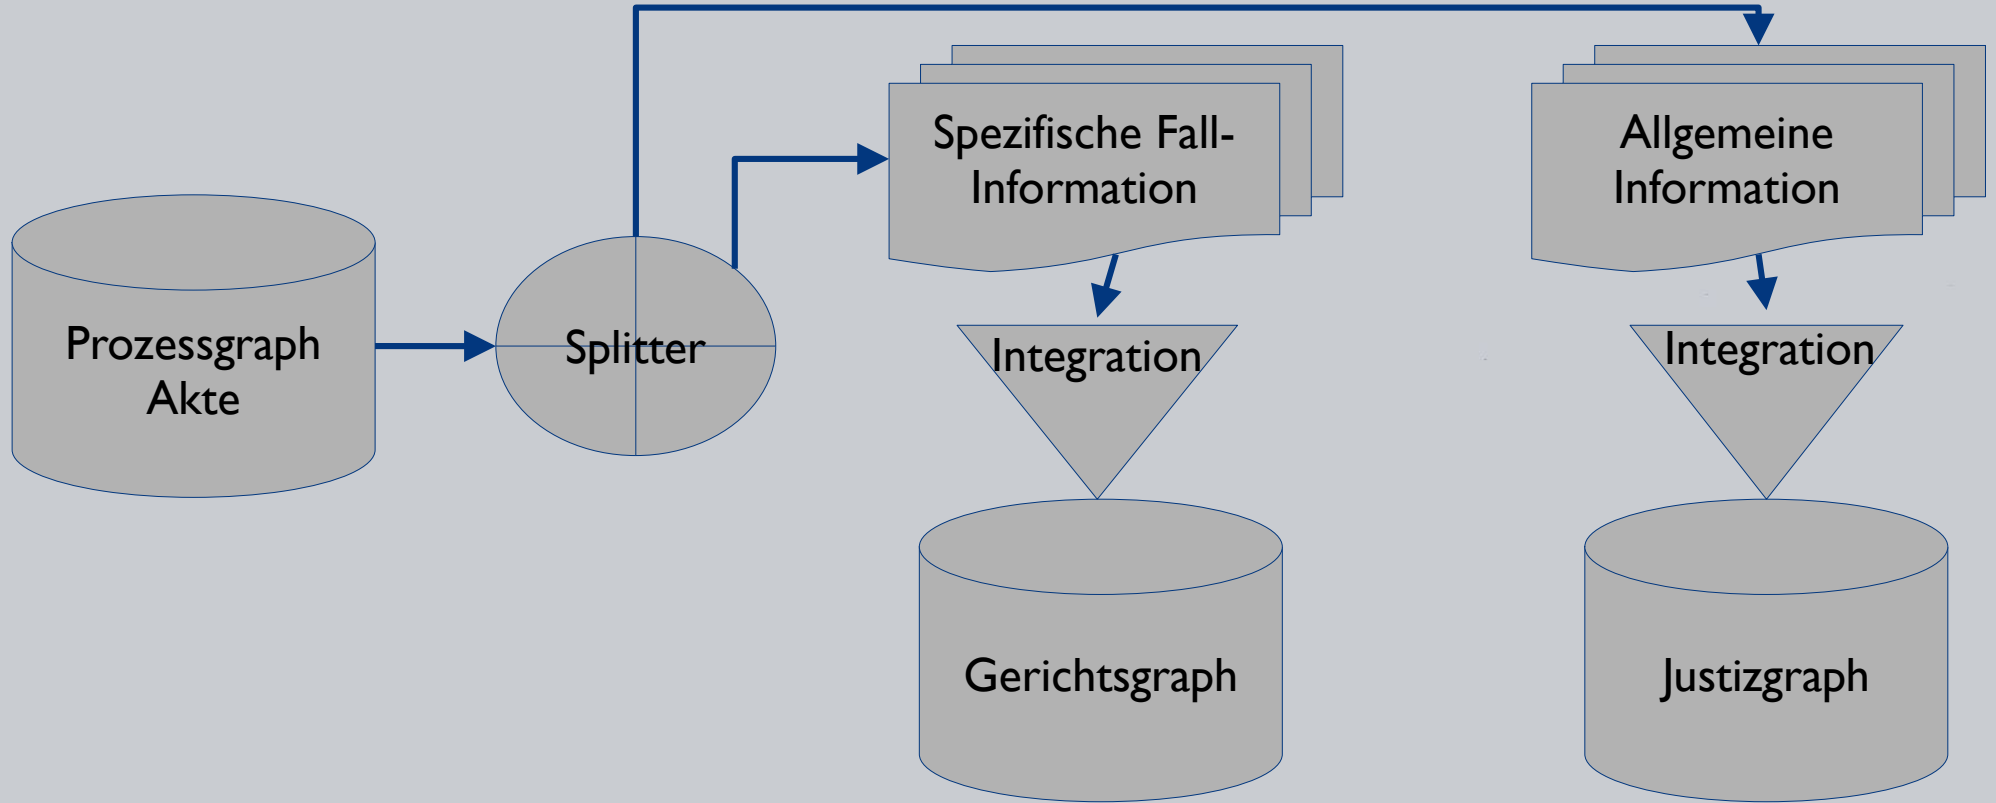 Spezifische Fall-
Information
Allgemeine
Information
Prozessgraph
Akte
Splitter
Integration
Integration
Gerichtsgraph
Justizgraph